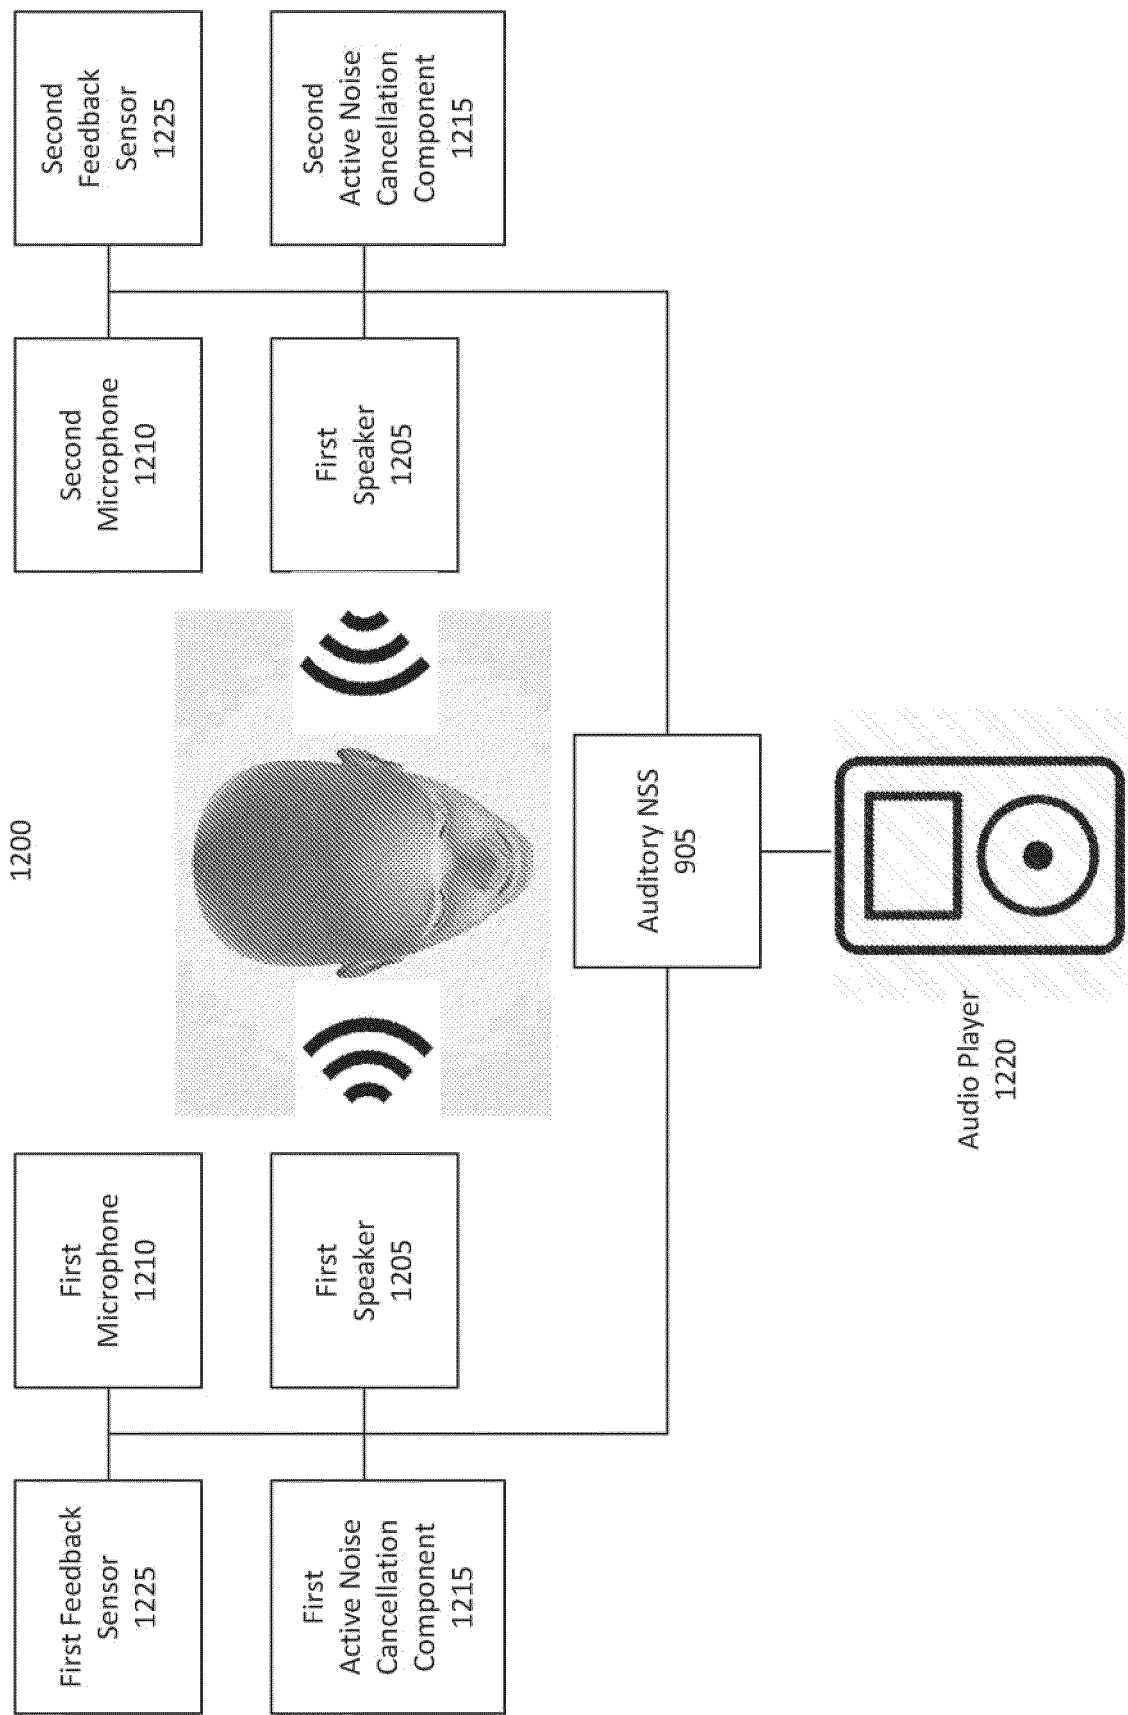 1200
First Feedback
Sensor
1225
First
Microphone
1210
Second
Microphone
1210
Second
Feedback
Sensor
1225
First
Active Noise
Cancellation
Component
1215
First
Speaker
1205
First
Speaker
1205
Second
Active Noise
Cancellation
Component
1215
Auditory NSS
905
Audio Player
1220